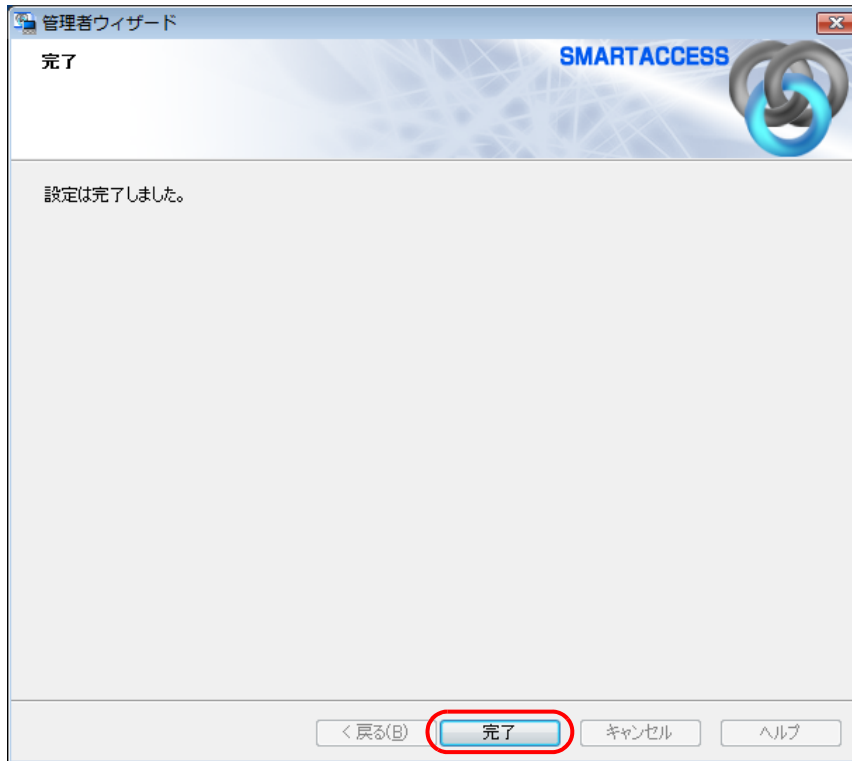 管理者ウィザード
完了
SMARTACCESS
設定は完了しました。
< 戻る(B)
完了
キャンセル
ヘルプ